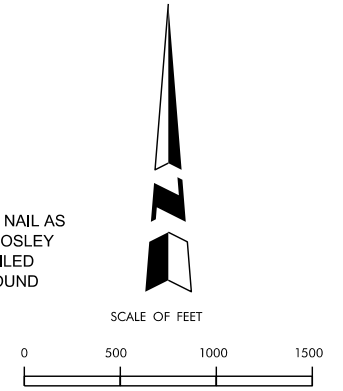 N
NAIL AS
OSLEY
ILED
OUND
SCALE OF FEET
0 500 1000 1500